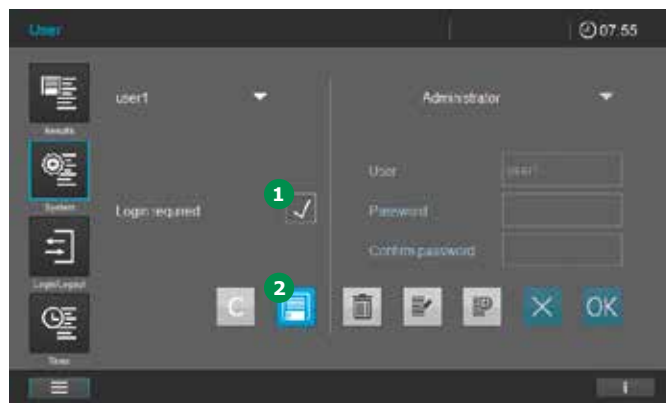 User
07:55
user1
Administrator
Results
User
user1
1
System
Login required
Password
Confirm password
Login/Logout
2
C
X
OK
Timer
i